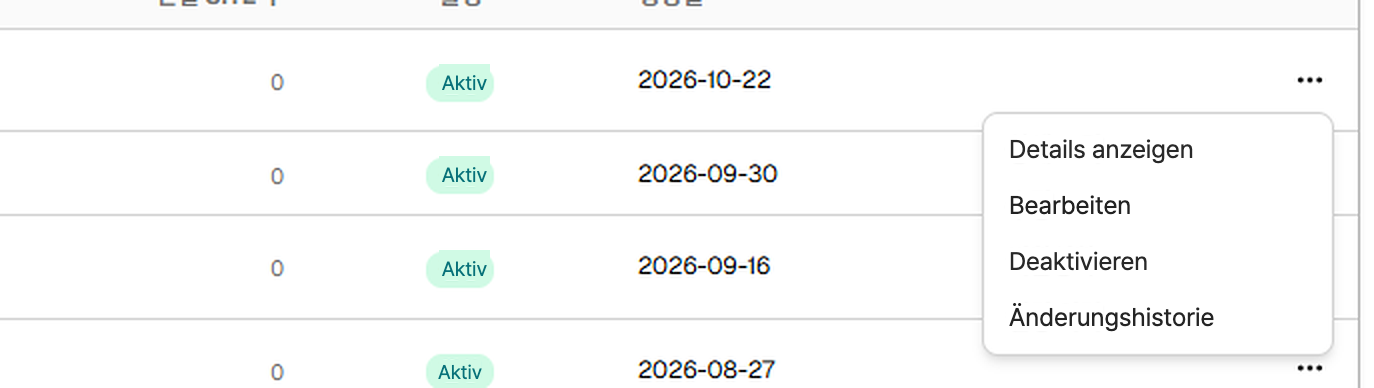 0 Aktiv 2026-10-22 •••
Details anzeigen
0 Aktiv 2026-09-30
Bearbeiten
0 Aktiv 2026-09-16
Deaktivieren
Änderungshistorie
0 Aktiv 2026-08-27 •••